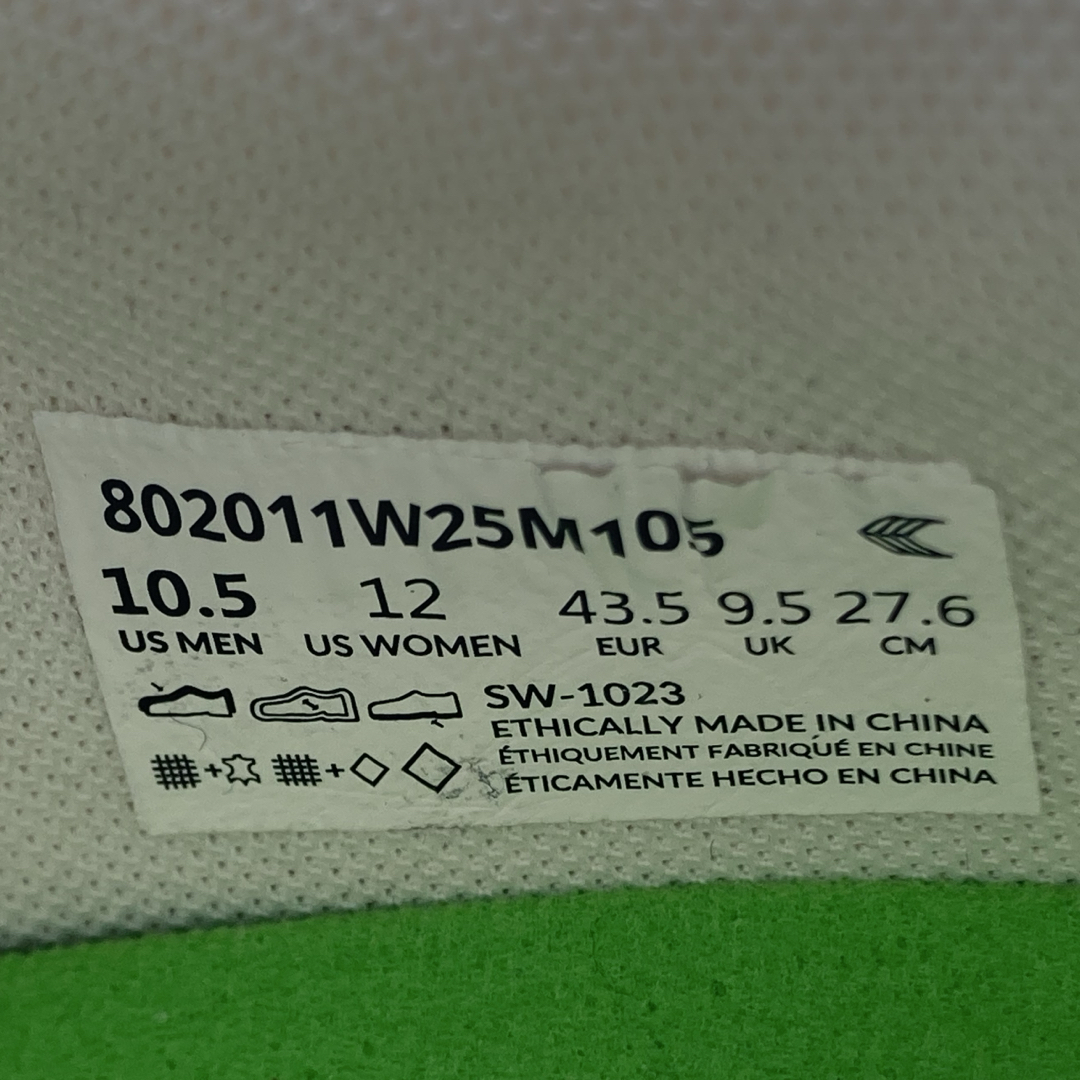 802011W25M105
10.5 12 43.5 9.5 27.6
US MEN US WOMEN EUR UK CM
SW-1023
ETHICALLY MADE IN CHINA
ÉTHIQUEMENT FABRIQUÉ EN CHINE
ÉTICAMENTE HECHO EN CHINA